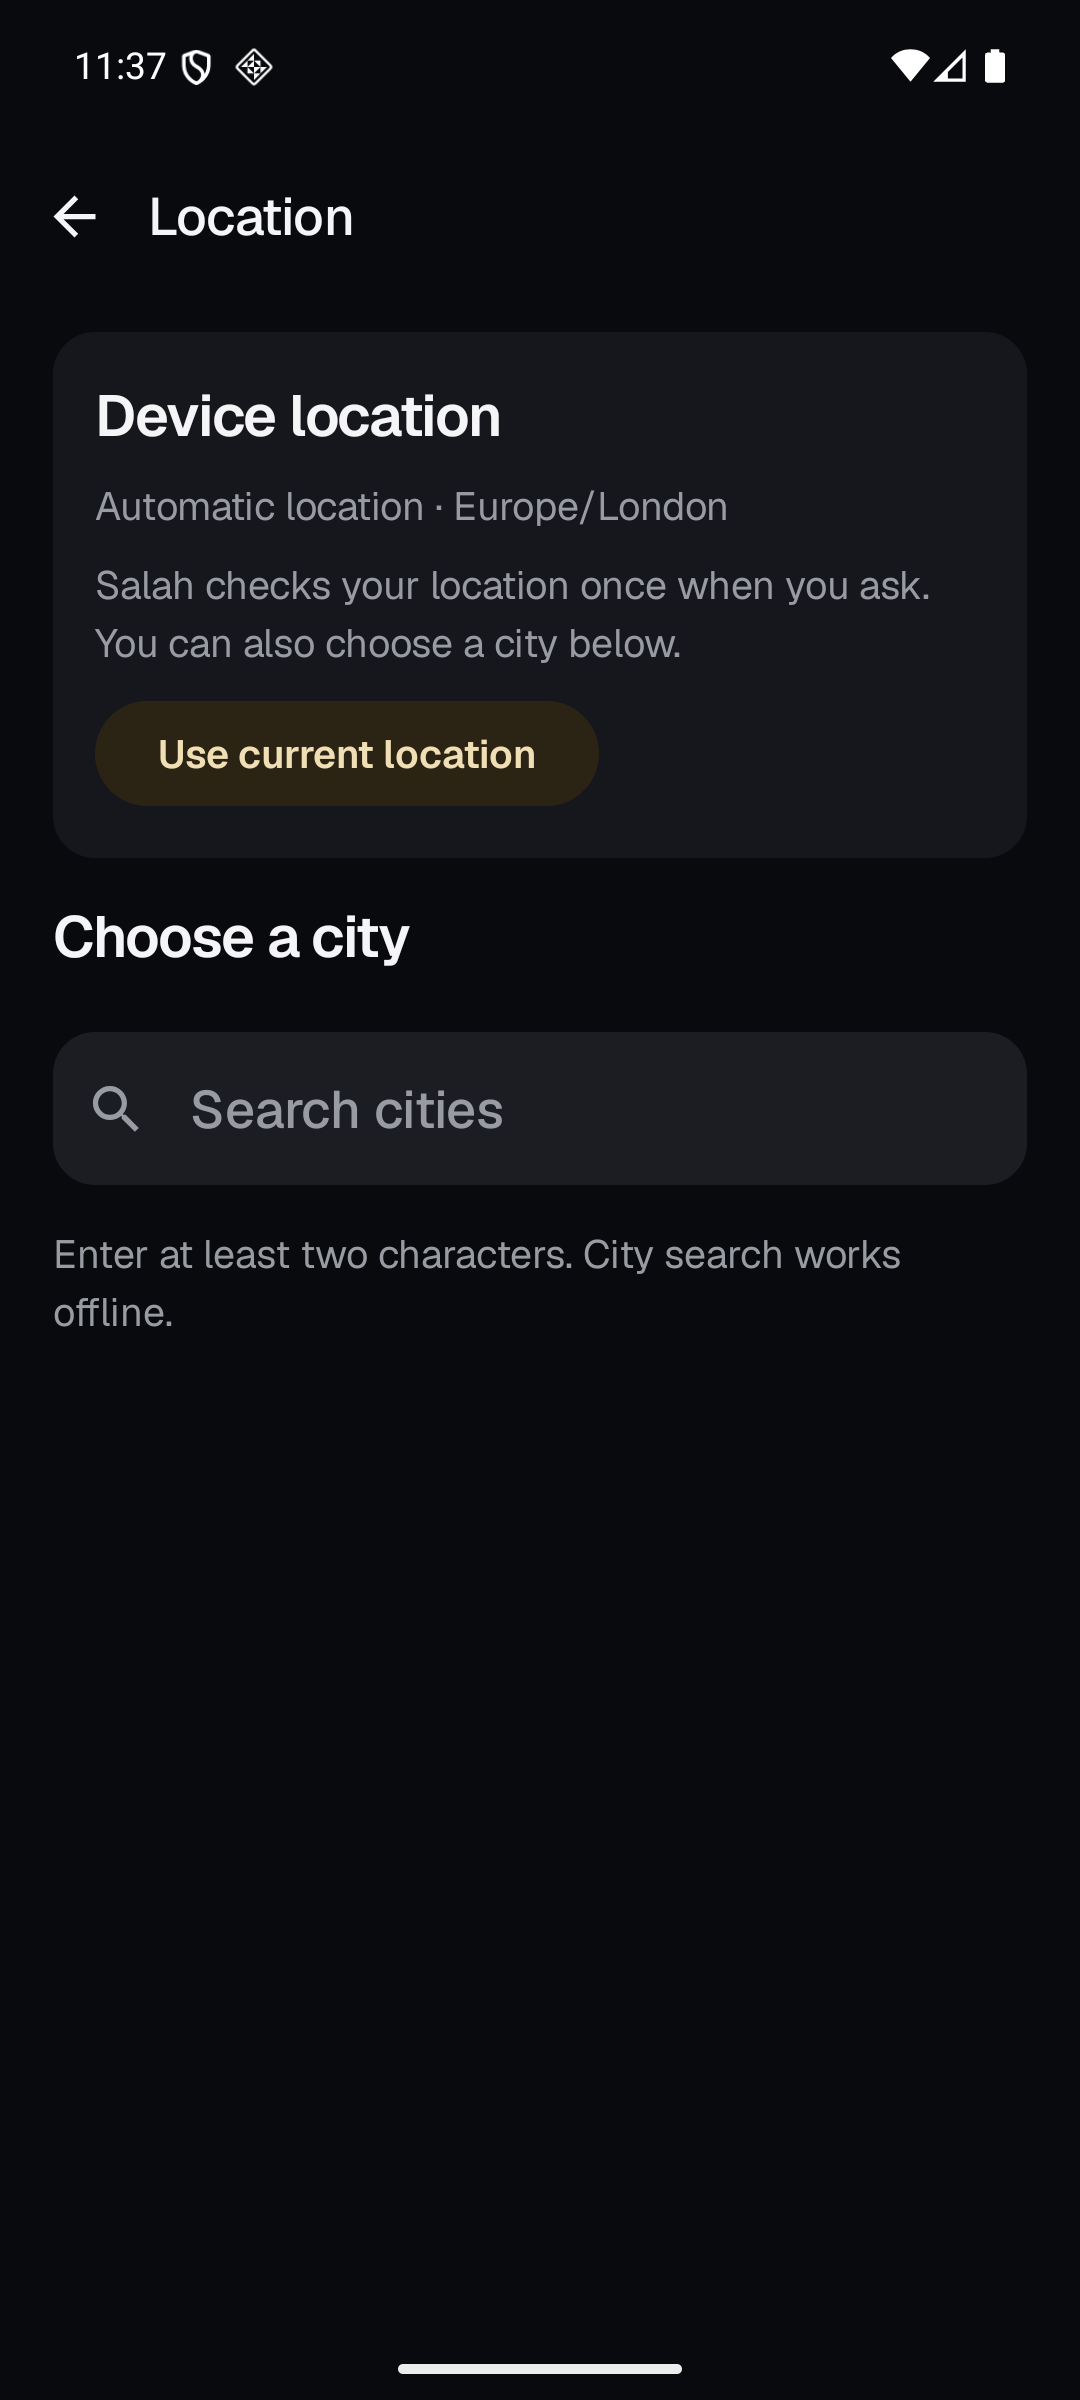 11:37
Location
Device location
Automatic location · Europe/London
Salah checks your location once when you ask.
You can also choose a city below.
Use current location
Choose a city
Search cities
Enter at least two characters. City search works
offline.